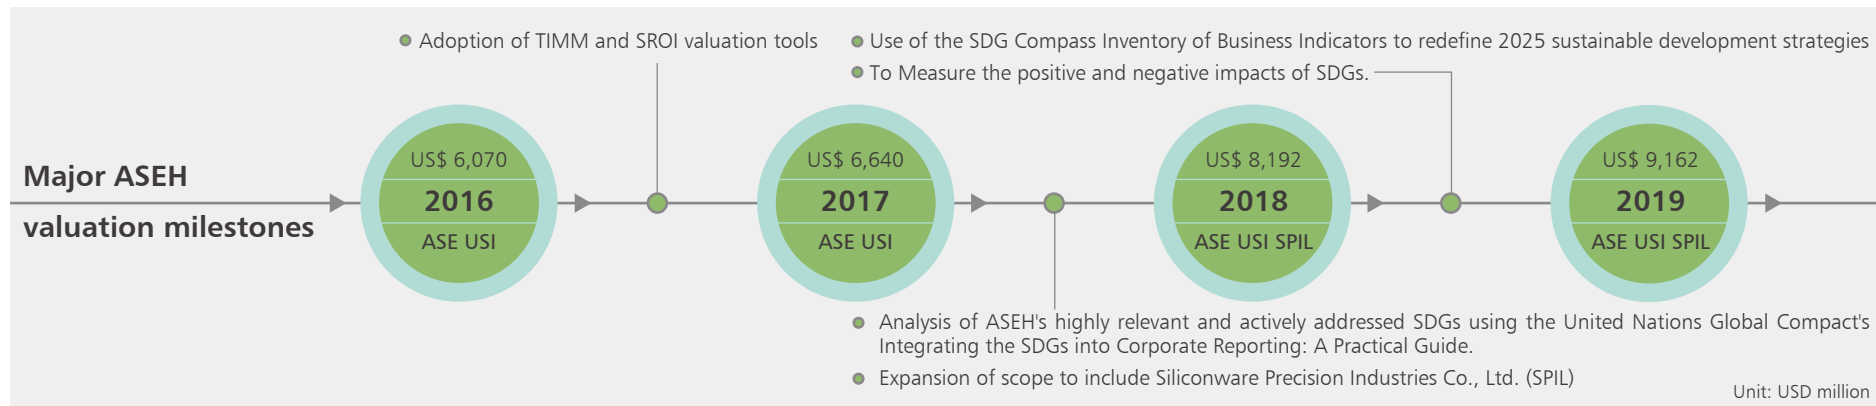 Adoption of TIMM and SROI valuation tools
Use of the SDG Compass Inventory of Business Indicators to redefine 2025 sustainable development strategies
To Measure the positive and negative impacts of SDGs.
Major ASEH
valuation milestones
US$ 6,070
2016
ASE USI
US$ 6,640
2017
ASE USI
US$ 8,192
2018
ASE USI SPIL
US$ 9,162
2019
ASE USI SPIL
Analysis of ASEH's highly relevant and actively addressed SDGs using the United Nations Global Compact's
Integrating the SDGs into Corporate Reporting: A Practical Guide.
Expansion of scope to include Siliconware Precision Industries Co., Ltd. (SPIL)
Unit: USD million